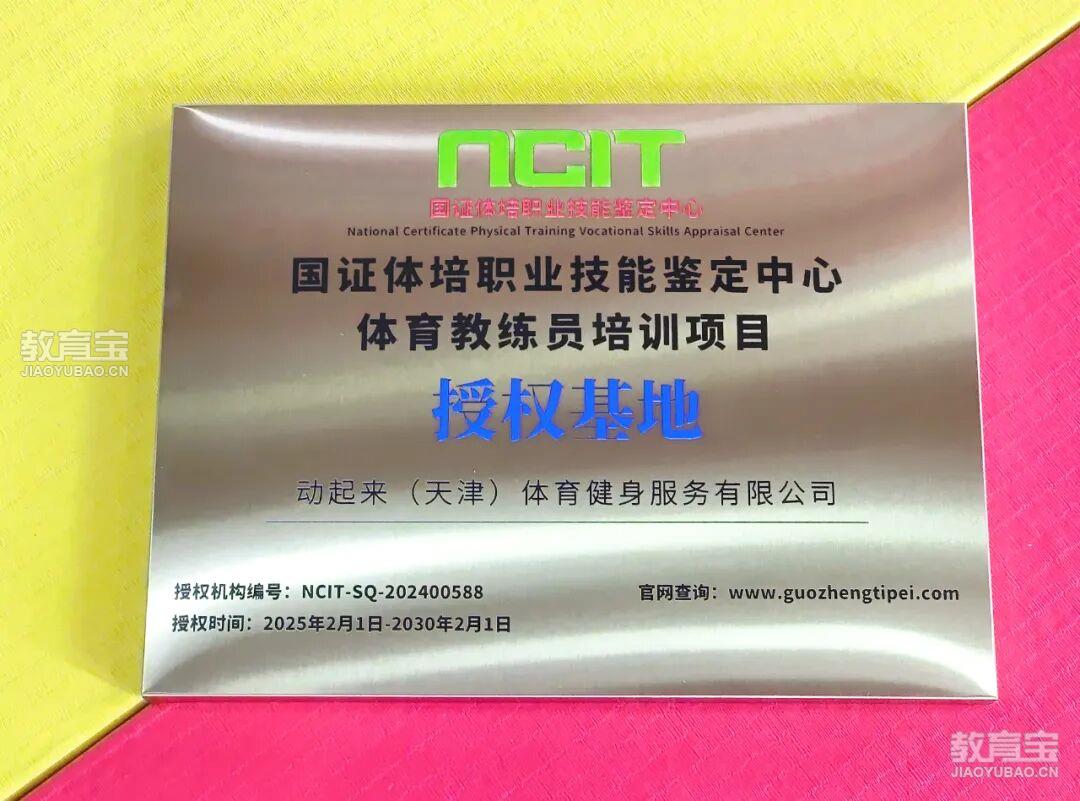 NCIT
国证体培职业技能鉴定中心
National Certificate Physical Training Vocational Skills Appraisal Center
国证体培职业技能鉴定中心
体育教练员培训项目
授权基地
动起来（天津）体育健身服务有限公司
授权机构编号：NCIT-SQ-202400588
官网查询：www.guozhengtipei.com
授权时间：2025年2月1日-2030年2月1日
教育宝
JIAOYUBAO.CN
教育宝
JIAOYUBAO.CN